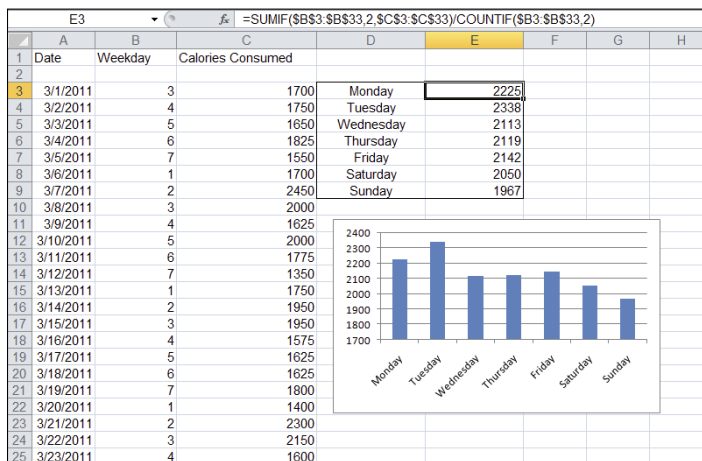 E3 fx =SUMIF($B$3:$B$33,2,$C$3:$C$33)/COUNTIF($B3:$B$33,2)
A B C D E F G H
1 Date Weekday Calories Consumed
2
3 3/1/2011 3 1700 Monday 2225
4 3/2/2011 4 1750 Tuesday 2338
5 3/3/2011 5 1650 Wednesday 2113
6 3/4/2011 6 1825 Thursday 2119
7 3/5/2011 7 1550 Friday 2142
8 3/6/2011 1 1700 Saturday 2050
9 3/7/2011 2 2450 Sunday 1967
10 3/8/2011 3 2000
11 3/9/2011 4 1625
12 3/10/2011 5 2000
13 3/11/2011 6 1775
14 3/12/2011 7 1350
15 3/13/2011 1 1750
16 3/14/2011 2 1950
17 3/15/2011 3 1950
18 3/16/2011 4 1575
19 3/17/2011 5 1625
20 3/18/2011 6 1625
21 3/19/2011 7 1800
22 3/20/2011 1 1400
23 3/21/2011 2 2300
24 3/22/2011 3 2150
25 3/23/2011 4 1600
2400
2300
2200
2100
2000
1900
1800
1700
Monday Tuesday Wednesday Thursday Friday Saturday Sunday